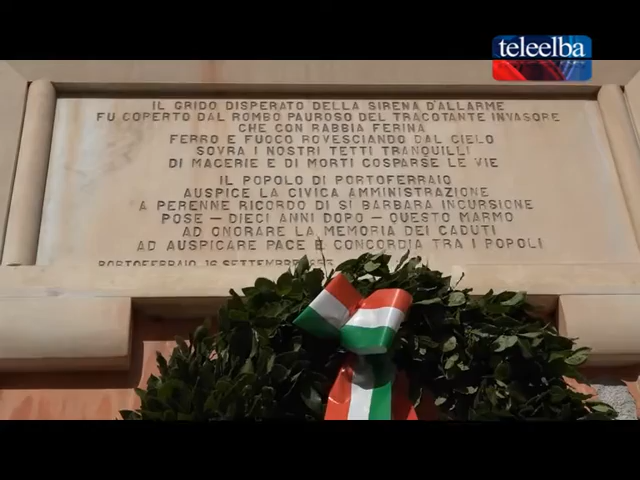 teleelba
IL GRIDO DISPERATO DELLA SIRENA D'ALLARME
FU COPERTO DAL ROMBO PAUROSO DEL TRACOTANTE INVASORE
CHE CON RABBIA FERINA
FERRO E FUOCO ROVESCIANDO DAL CIELO
SOVRA I NOSTRI TETTI TRANQUILLI
DI MACERIE E DI MORTI COSPARSE LE VIE
IL POPOLO DI PORTOFERRAIO
AUSPICE LA CIVICA AMMINISTRAZIONE
A PERENNE RICORDO DI SI BARBARA INCURSIONE
POSE – DIECI ANNI DOPO – QUESTO MARMO
AD ONORARE LA MEMORIA DEI CADUTI
AD AUSPICARE PACE E CONCORDIA TRA I POPOLI
PORTOFERRAIO 16 SETTEMBRE